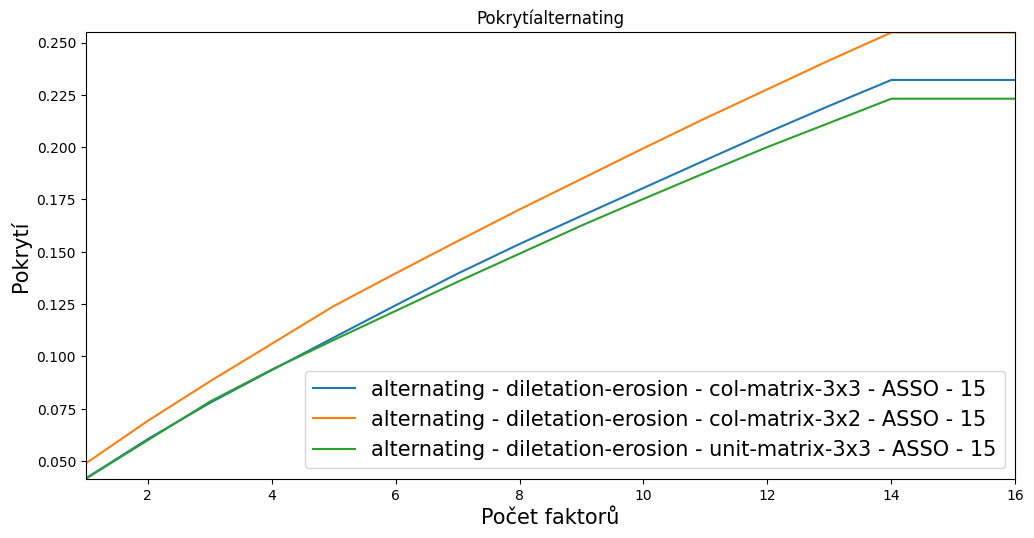 Pokrytíalternating
0.250
0.225
0.200
0.175
0.150
0.125
0.100
0.075
0.050
Pokrytí
alternating - diletation-erosion - col-matrix-3x3 - ASSO - 15
alternating - diletation-erosion - col-matrix-3x2 - ASSO - 15
alternating - diletation-erosion - unit-matrix-3x3 - ASSO - 15
2 4 6 8 10 12 14 16
Počet faktorů